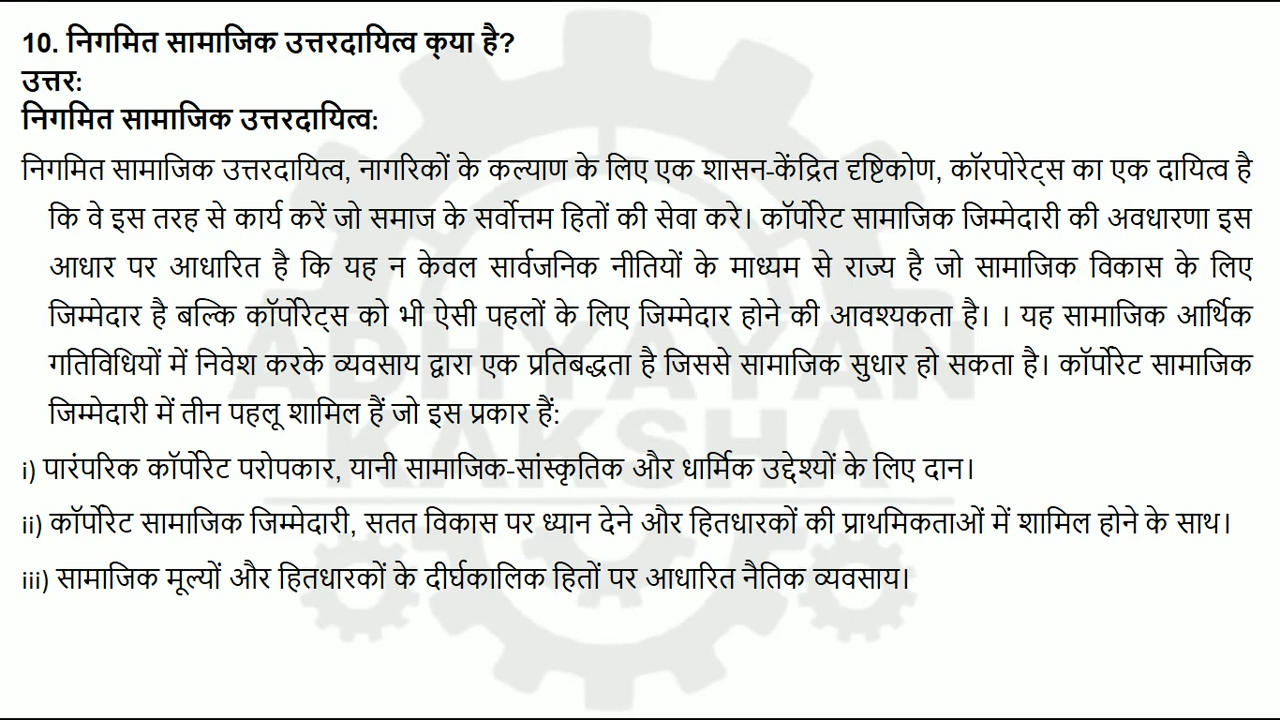 10. निगमित सामाजिक उत्तरदायित्व क्या है?
उत्तर:
निगमित सामाजिक उत्तरदायित्व:
निगमित सामाजिक उत्तरदायित्व, नागरिकों के कल्याण के लिए एक शासन-केंद्रित दृष्टिकोण, कॉरपोरेट्स का एक दायित्व है
कि वे इस तरह से कार्य करें जो समाज के सर्वोत्तम हितों की सेवा करे। कॉर्पोरेट सामाजिक जिम्मेदारी की अवधारणा इस
आधार पर आधारित है कि यह न केवल सार्वजनिक नीतियों के माध्यम से राज्य है जो सामाजिक विकास के लिए
जिम्मेदार है बल्कि कॉर्पोरेट्स को भी ऐसी पहलों के लिए जिम्मेदार होने की आवश्यकता है। । यह सामाजिक आर्थिक
गतिविधियों में निवेश करके व्यवसाय द्वारा एक प्रतिबद्धता है जिससे सामाजिक सुधार हो सकता है। कॉर्पोरेट सामाजिक
जिम्मेदारी में तीन पहलू शामिल हैं जो इस प्रकार हैं:
i) पारंपरिक कॉर्पोरेट परोपकार, यानी सामाजिक-सांस्कृतिक और धार्मिक उद्देश्यों के लिए दान।
ii) कॉर्पोरेट सामाजिक जिम्मेदारी, सतत विकास पर ध्यान देने और हितधारकों की प्राथमिकताओं में शामिल होने के साथ।
iii) सामाजिक मूल्यों और हितधारकों के दीर्घकालिक हितों पर आधारित नैतिक व्यवसाय।
ADHYAYAN
KAKSHA